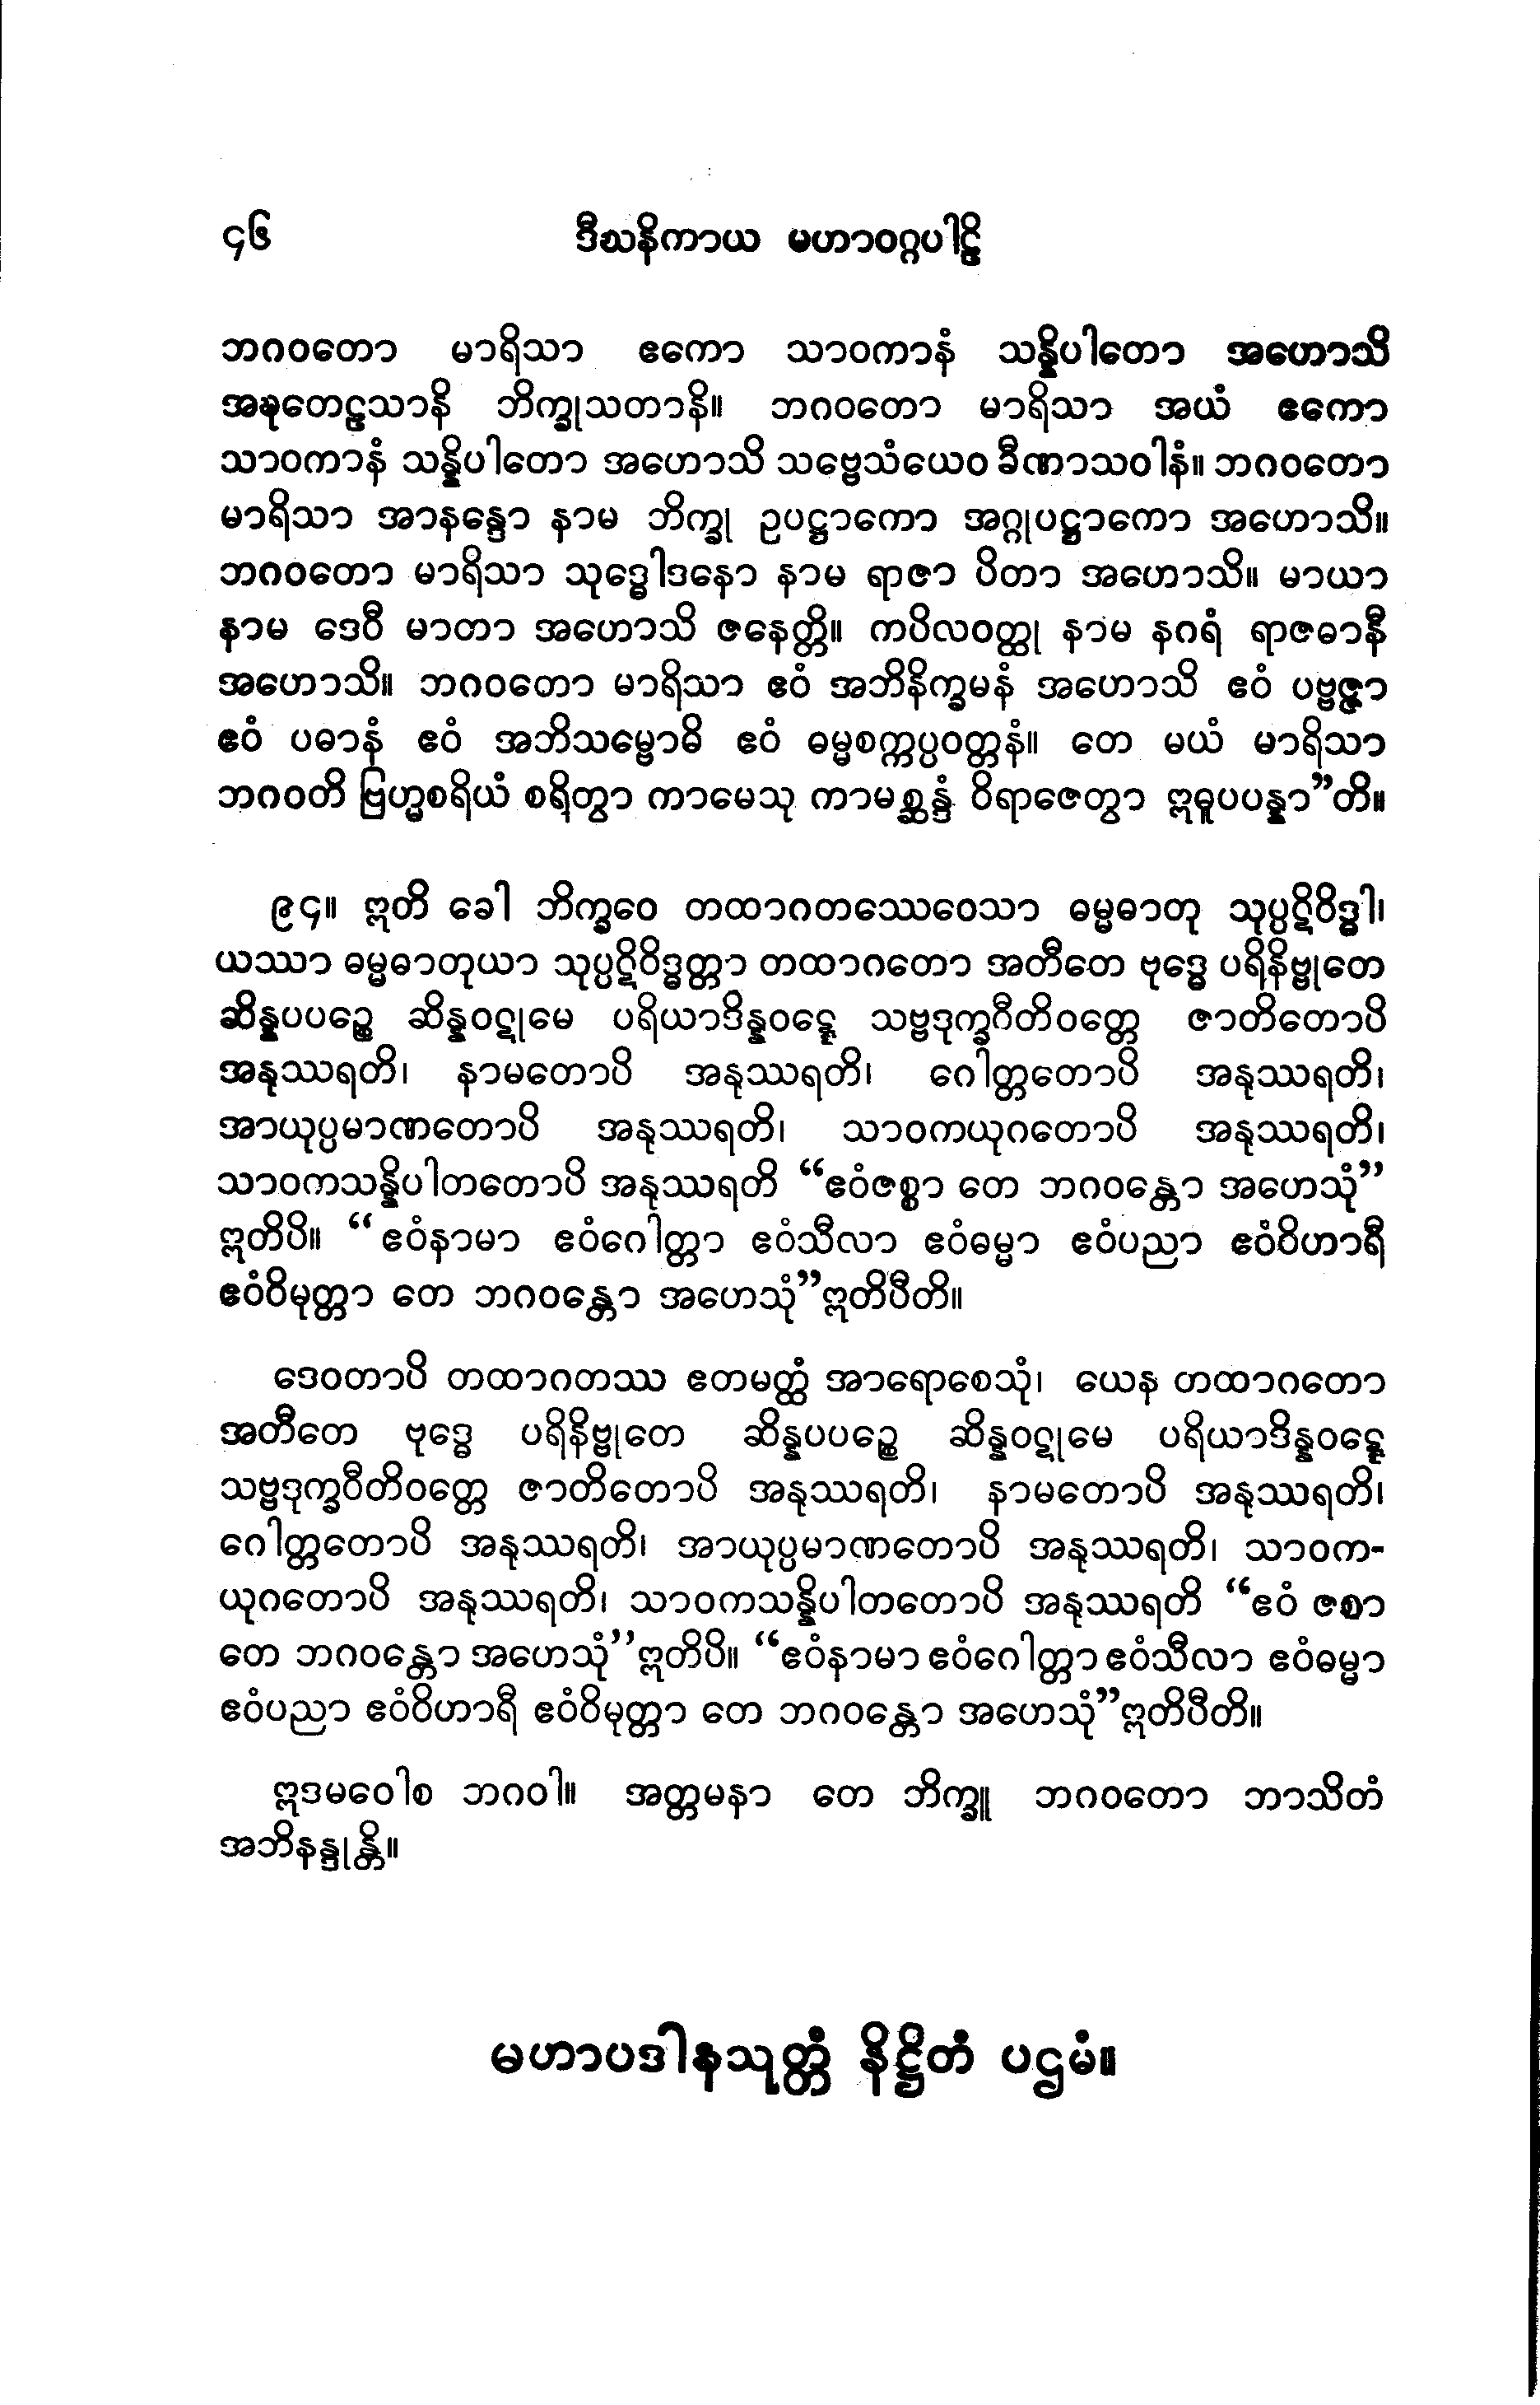 ၄၆ ဒီဃနိကာယ မဟာဝဂ္ဂပါဠိ
ဘဂဝတော မာရိသာ ဧကော သာဝကာနံ သန္နိပါတော အဟောသိ
အဍ္ဎတေဠသာနိ ဘိက္ခုသတာနိ။ ဘဂဝတော မာရိသာ အယံ ဧကော
သာဝကာနံ သန္နိပါတော အဟောသိ သဗ္ဗေသံယေဝ ခီဏာသဝါနံ။ ဘဂဝတော
မာရိသာ အာနန္ဒော နာမ ဘိက္ခု ဥပဋ္ဌာကော အဂ္ဂုပဋ္ဌာကော အဟောသိ။
ဘဂဝတော မာရိသာ သုဒ္ဓေါဒနော နာမ ရာဇာ ပိတာ အဟောသိ။ မာယာ
နာမ ဒေဝီ မာတာ အဟောသိ ဇနေတ္တိ။ ကပိလဝတ္ထု နာမ နဂရံ ရာဇဓာနီ
အဟောသိ။ ဘဂဝတော မာရိသာ ဧဝံ အဘိနိက္ခမနံ အဟောသိ ဧဝံ ပဗ္ဗဇ္ဇာ
ဧဝံ ပဓာနံ ဧဝံ အဘိသမ္ဗောဓိ ဧဝံ ဓမ္မစက္ကပ္ပဝတ္တနံ။ တေ မယံ မာရိသာ
ဘဂဝတိ ဗြဟ္မစရိယံ စရိတွာ ကာမေသု ကာမစ္ဆန္ဒံ ဝိရာဇေတွာ ဣဓူပပန္နာ”တိ။
၉၄။ ဣတိ ခေါ ဘိက္ခဝေ တထာဂတဿေဝေသာ ဓမ္မဓာတု သုပ္ပဋိဝိဒ္ဓါ၊
ယဿာ ဓမ္မဓာတုယာ သုပ္ပဋိဝိဒ္ဓတ္တာ တထာဂတော အတီတေ ဗုဒ္ဓေ ပရိနိဗ္ဗုတေ
ဆိန္နပပဉ္စေ ဆိန္နဝဋုမေ ပရိယာဒိန္နဝဋ္ဋေ သဗ္ဗဒုက္ခဝီတိဝတ္တေ ဇာတိတောပိ
အနုဿရတိ၊ နာမတောပိ အနုဿရတိ၊ ဂေါတ္တတောပိ အနုဿရတိ၊
အာယုပ္ပမာဏတောပိ အနုဿရတိ၊ သာဝကယုဂတောပိ အနုဿရတိ၊
သာဝကသန္နိပါတတောပိ အနုဿရတိ “ဧဝံဇစ္စာ တေ ဘဂဝန္တော အဟေသုံ”
ဣတိပိ။ “ဧဝံနာမာ ဧဝံဂေါတ္တာ ဧဝံသီလာ ဧဝံဓမ္မာ ဧဝံပညာ ဧဝံဝိဟာရီ
ဧဝံဝိမုတ္တာ တေ ဘဂဝန္တော အဟေသုံ”ဣတိပီတိ။
ဒေဝတာပိ တထာဂတဿ ဧတမတ္ထံ အာရောစေသုံ၊ ယေန တထာဂတော
အတီတေ ဗုဒ္ဓေ ပရိနိဗ္ဗုတေ ဆိန္နပပဉ္စေ ဆိန္နဝဋုမေ ပရိယာဒိန္နဝဋ္ဋေ
သဗ္ဗဒုက္ခဝီတိဝတ္တေ ဇာတိတောပိ အနုဿရတိ၊ နာမတောပိ အနုဿရတိ၊
ဂေါတ္တတောပိ အနုဿရတိ၊ အာယုပ္ပမာဏတောပိ အနုဿရတိ၊ သာဝက-
ယုဂတောပိ အနုဿရတိ၊ သာဝကသန္နိပါတတောပိ အနုဿရတိ “ဧဝံ ဇစာ
တေ ဘဂဝန္တော အဟေသုံ”ဣတိပိ။ “ဧဝံနာမာ ဧဝံဂေါတ္တာ ဧဝံသီလာ ဧဝံဓမ္မာ
ဧဝံပညာ ဧဝံဝိဟာရီ ဧဝံဝိမုတ္တာ တေ ဘဂဝန္တော အဟေသုံ”ဣတိပီတိ။
ဣဒမဝေါစ ဘဂဝါ။ အတ္တမနာ တေ ဘိက္ခူ ဘဂဝတော ဘာသိတံ
အဘိနန္ဒုန္တိ။
မဟာပဒါနသုတ္တံ နိဋ္ဌိတံ ပဌမံ။